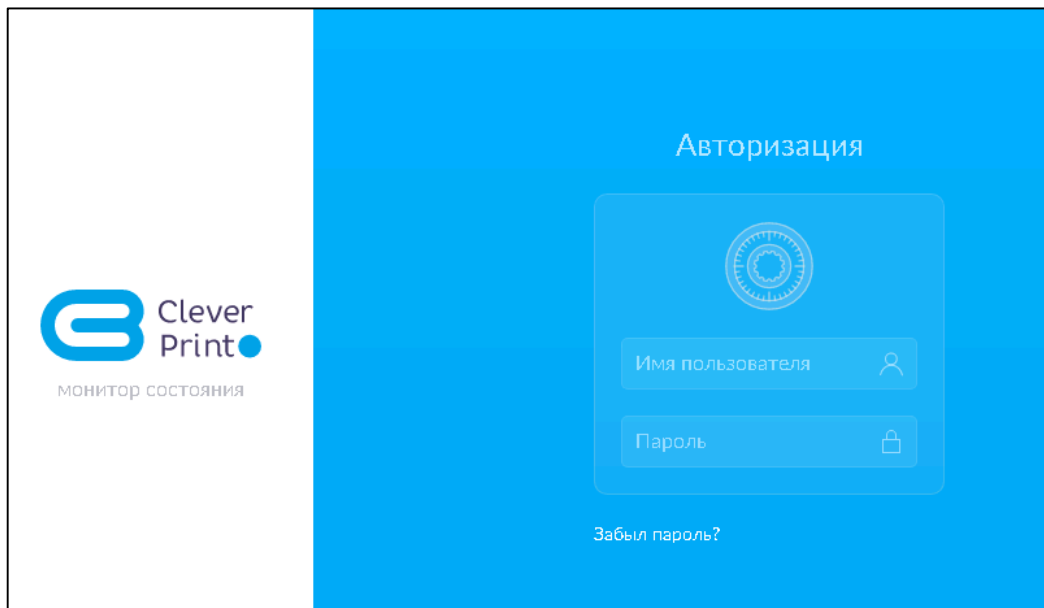 Clever
Print
монитор состояния
Авторизация
Имя пользователя
Пароль
Забыл пароль?